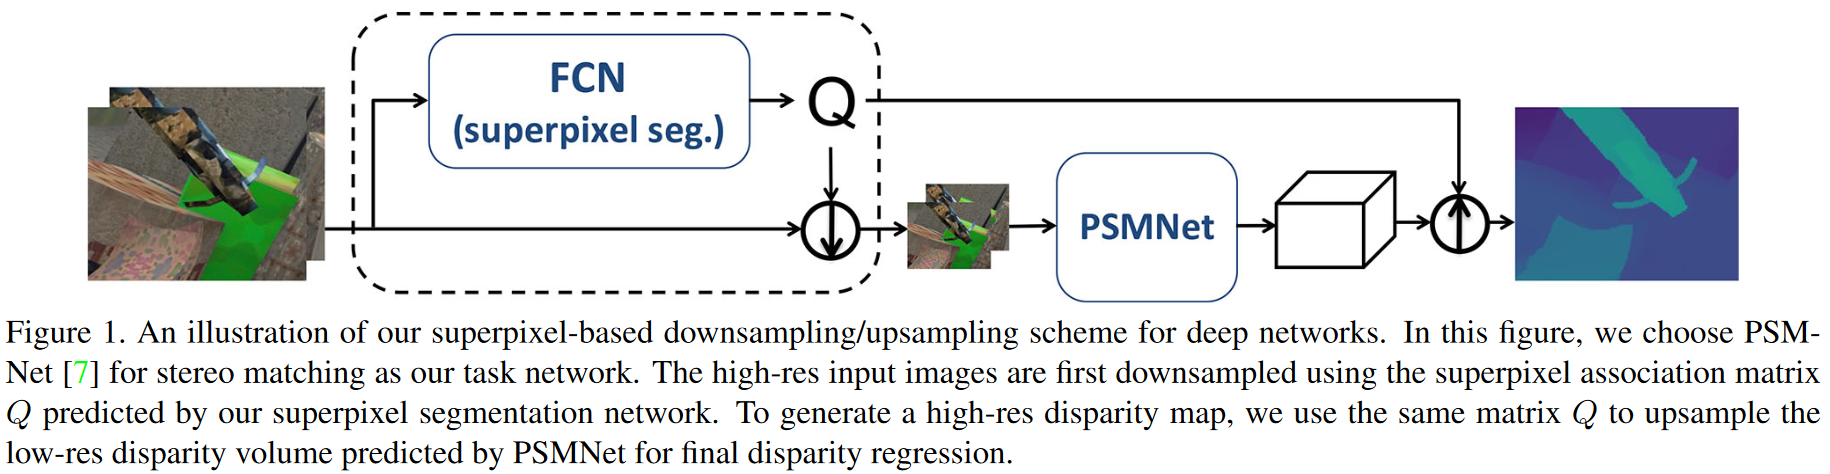 FCN
(superpixel seg.)
Q
PSMNet
Figure 1. An illustration of our superpixel-based downsampling/upsampling scheme for deep networks. In this figure, we choose PSM-
Net [7] for stereo matching as our task network. The high-res input images are first downsampled using the superpixel association matrix
Q predicted by our superpixel segmentation network. To generate a high-res disparity map, we use the same matrix Q to upsample the
low-res disparity volume predicted by PSMNet for final disparity regression.